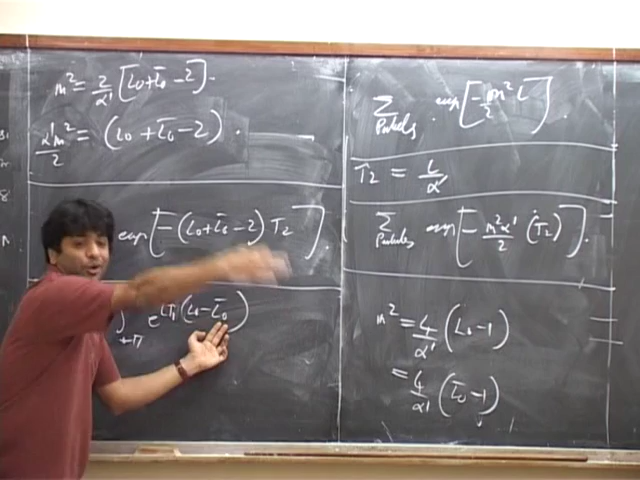 m² = 2/α' [L₀ + L̄₀ - 2].
α'm²/2 = (L₀ + L̄₀ - 2).
exp[-(L₀ + L̄₀ - 2) T₂].
∫ e^{iT₁(L₀ - L̄₀)}
+π
∑ exp[-m²/2 l].
T₂ = l/α'
∑ exp[-m²α'/2 (T₂)].
m² = 4/α' (L₀ - 1)
= 4/α' (L̄₀ - 1)